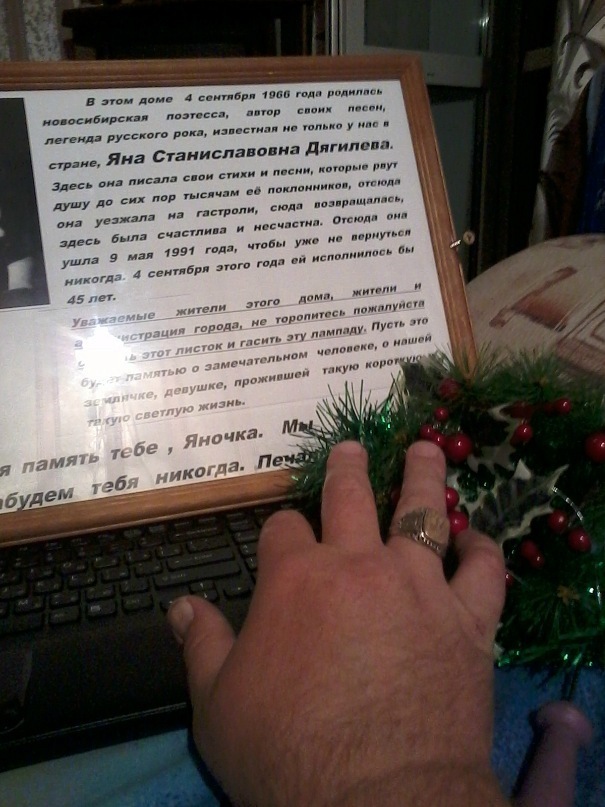 В этом доме 4 сентября 1966 года родилась
новосибирская поэтесса, автор своих песен,
легенда русского рока, известная не только у нас в
стране, Яна Станиславовна Дягилева.
Здесь она писала свои стихи и песни, которые рвут
душу до сих пор тысячам её поклонников, отсюда
она уезжала на гастроли, сюда возвращалась,
здесь была счастлива и несчастна. Отсюда она
ушла 9 мая 1991 года, чтобы уже не вернуться
никогда. 4 сентября этого года ей исполнилось бы
45 лет.
Уважаемые жители этого дома, жители и
города, не торопитесь пожалуйста
этот листок и гасить эту лампаду. Пусть это
памятью о замечательном человеке, о нашей
землячке, девушке, прожившей такую короткую,
такую светлую жизнь.
память тебе , Яночка. Мы
тебя никогда.